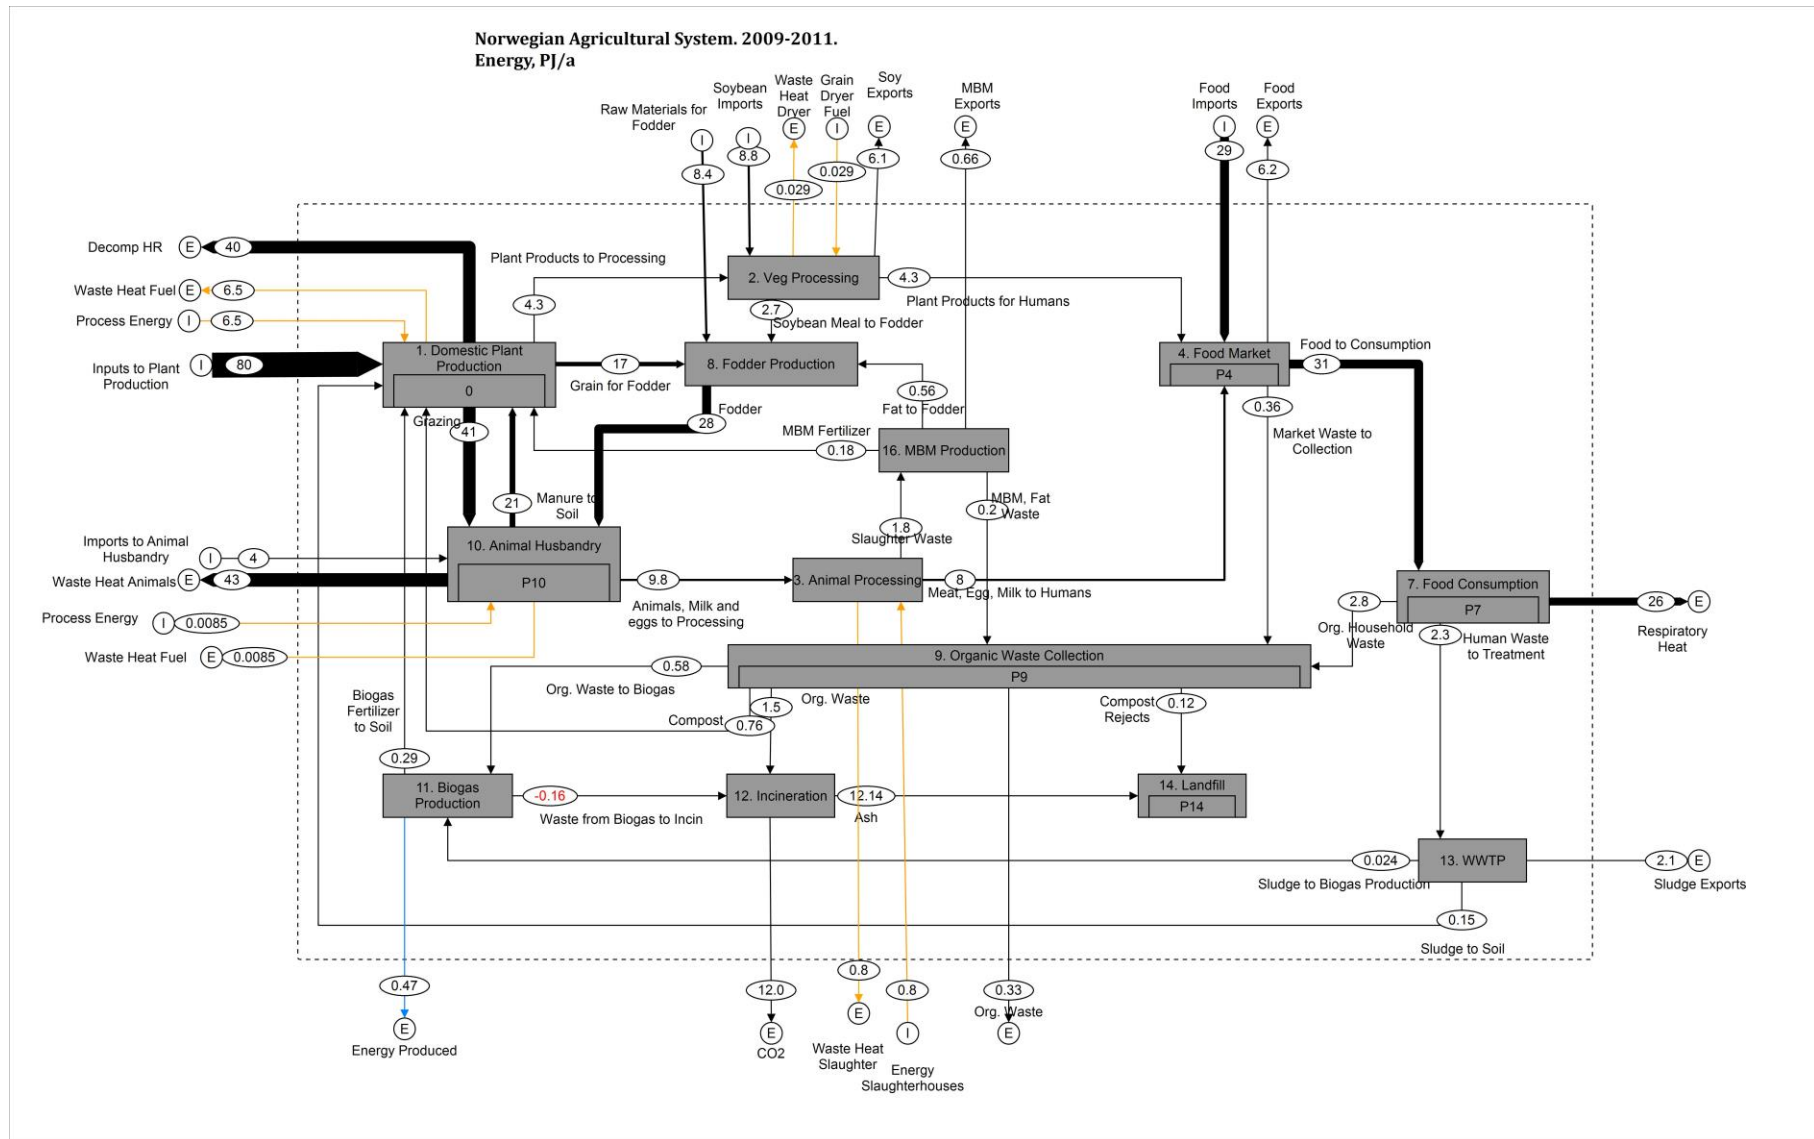 Norwegian Agricultural System. 2009-2011.
Energy, PJ/a
Raw Materials for
Fodder
I
8.4
Soybean
Imports
I
8.8
Waste
Heat
Dryer
E
0.029
Grain
Dryer
Fuel
I
0.029
Soy
Exports
E
6.1
MBM
Exports
E
0.66
Food
Imports
I
29
Food
Exports
E
6.2
Decomp HR
E
40
Waste Heat Fuel
E
6.5
Process Energy
I
6.5
Inputs to Plant
Production
I
80
Plant Products to Processing
4.3
2. Veg Processing
4.3
Plant Products for Humans
2.7
Soybean Meal to Fodder
1. Domestic Plant
Production
0
17
Grain for Fodder
8. Fodder Production
4. Food Market
P4
Food to Consumption
31
0.56
Fat to Fodder
0.36
Market Waste to
Collection
Grazing
41
Fodder
28
MBM Fertilizer
0.18
16. MBM Production
21
Manure to
Soil
MBM, Fat
Waste
0.2
1.8
Slaughter Waste
Imports to Animal
Husbandry
I
4
Waste Heat Animals
E
43
Process Energy
I
0.0085
Waste Heat Fuel
E
0.0085
10. Animal Husbandry
P10
9.8
Animals, Milk and
eggs to Processing
3. Animal Processing
8
Meat, Egg, Milk to Humans
7. Food Consumption
P7
26
E
Respiratory
Heat
2.8
Org. Household
Waste
2.3
Human Waste
to Treatment
9. Organic Waste Collection
P9
0.58
Org. Waste to Biogas
Biogas
Fertilizer
to Soil
0.29
Compost
0.76
1.5
Org. Waste
Compost
Rejects
0.12
11. Biogas
Production
-0.16
Waste from Biogas to Incin
12. Incineration
12.14
Ash
14. Landfill
P14
13. WWTP
0.024
Sludge to Biogas Production
2.1
E
Sludge Exports
0.15
Sludge to Soil
0.47
E
Energy Produced
12.0
E
CO2
0.8
E
Waste Heat
Slaughter
0.8
I
Energy
Slaughterhouses
0.33
Org. Waste
E